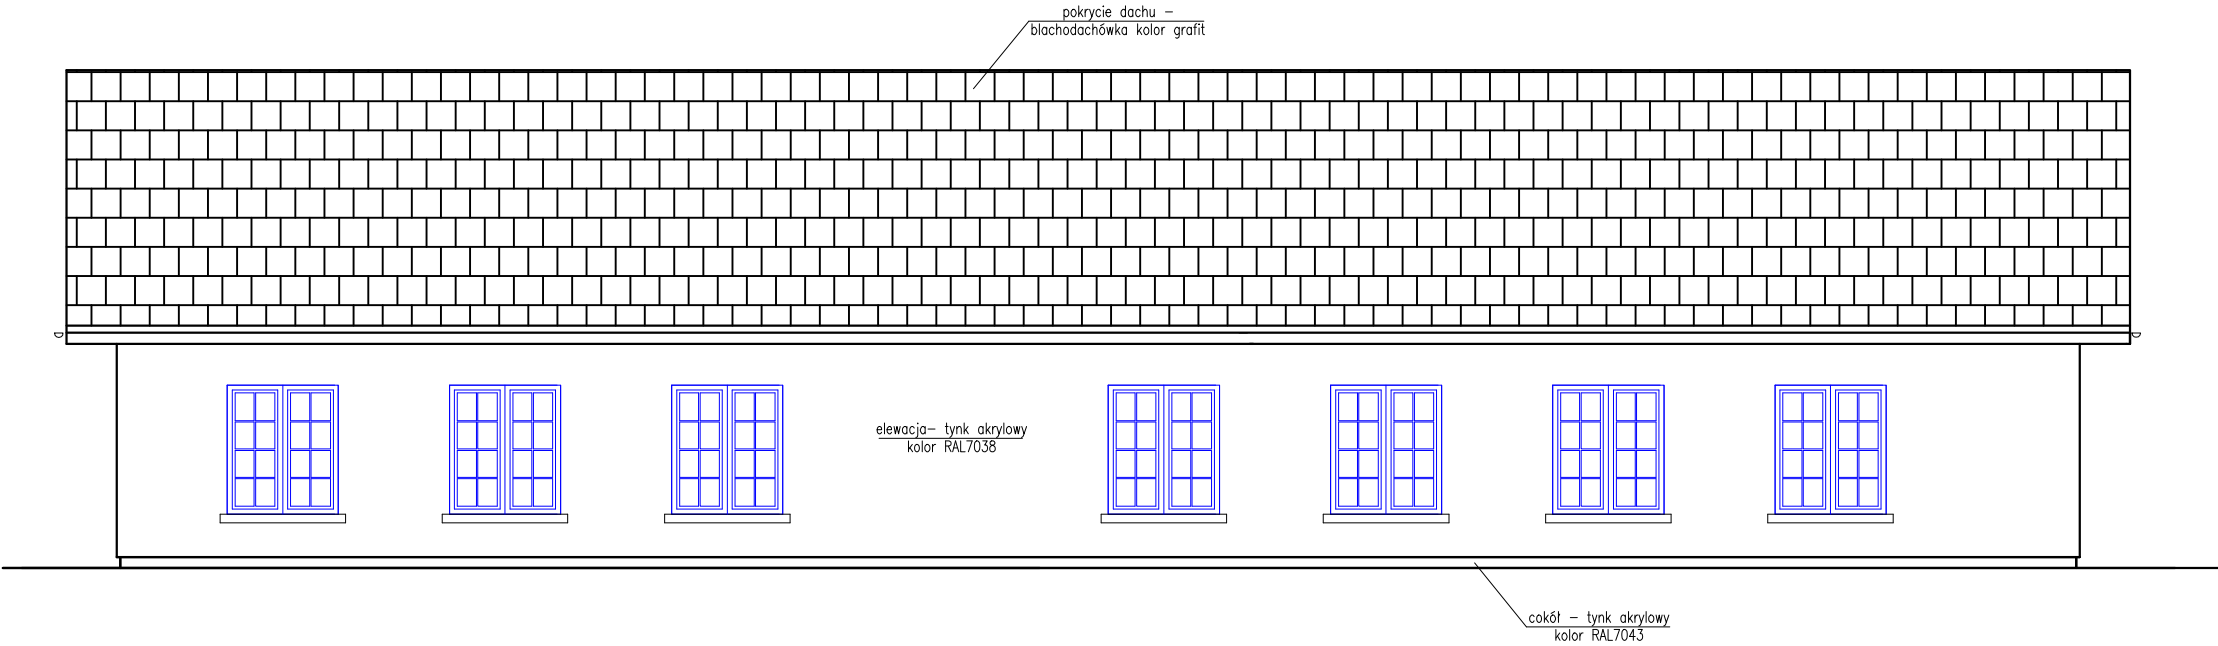 pokrycie dachu –
blachodachówka kolor grafit
elewacja– tynk akrylowy
kolor RAL7038
cokół – tynk akrylowy
kolor RAL7043